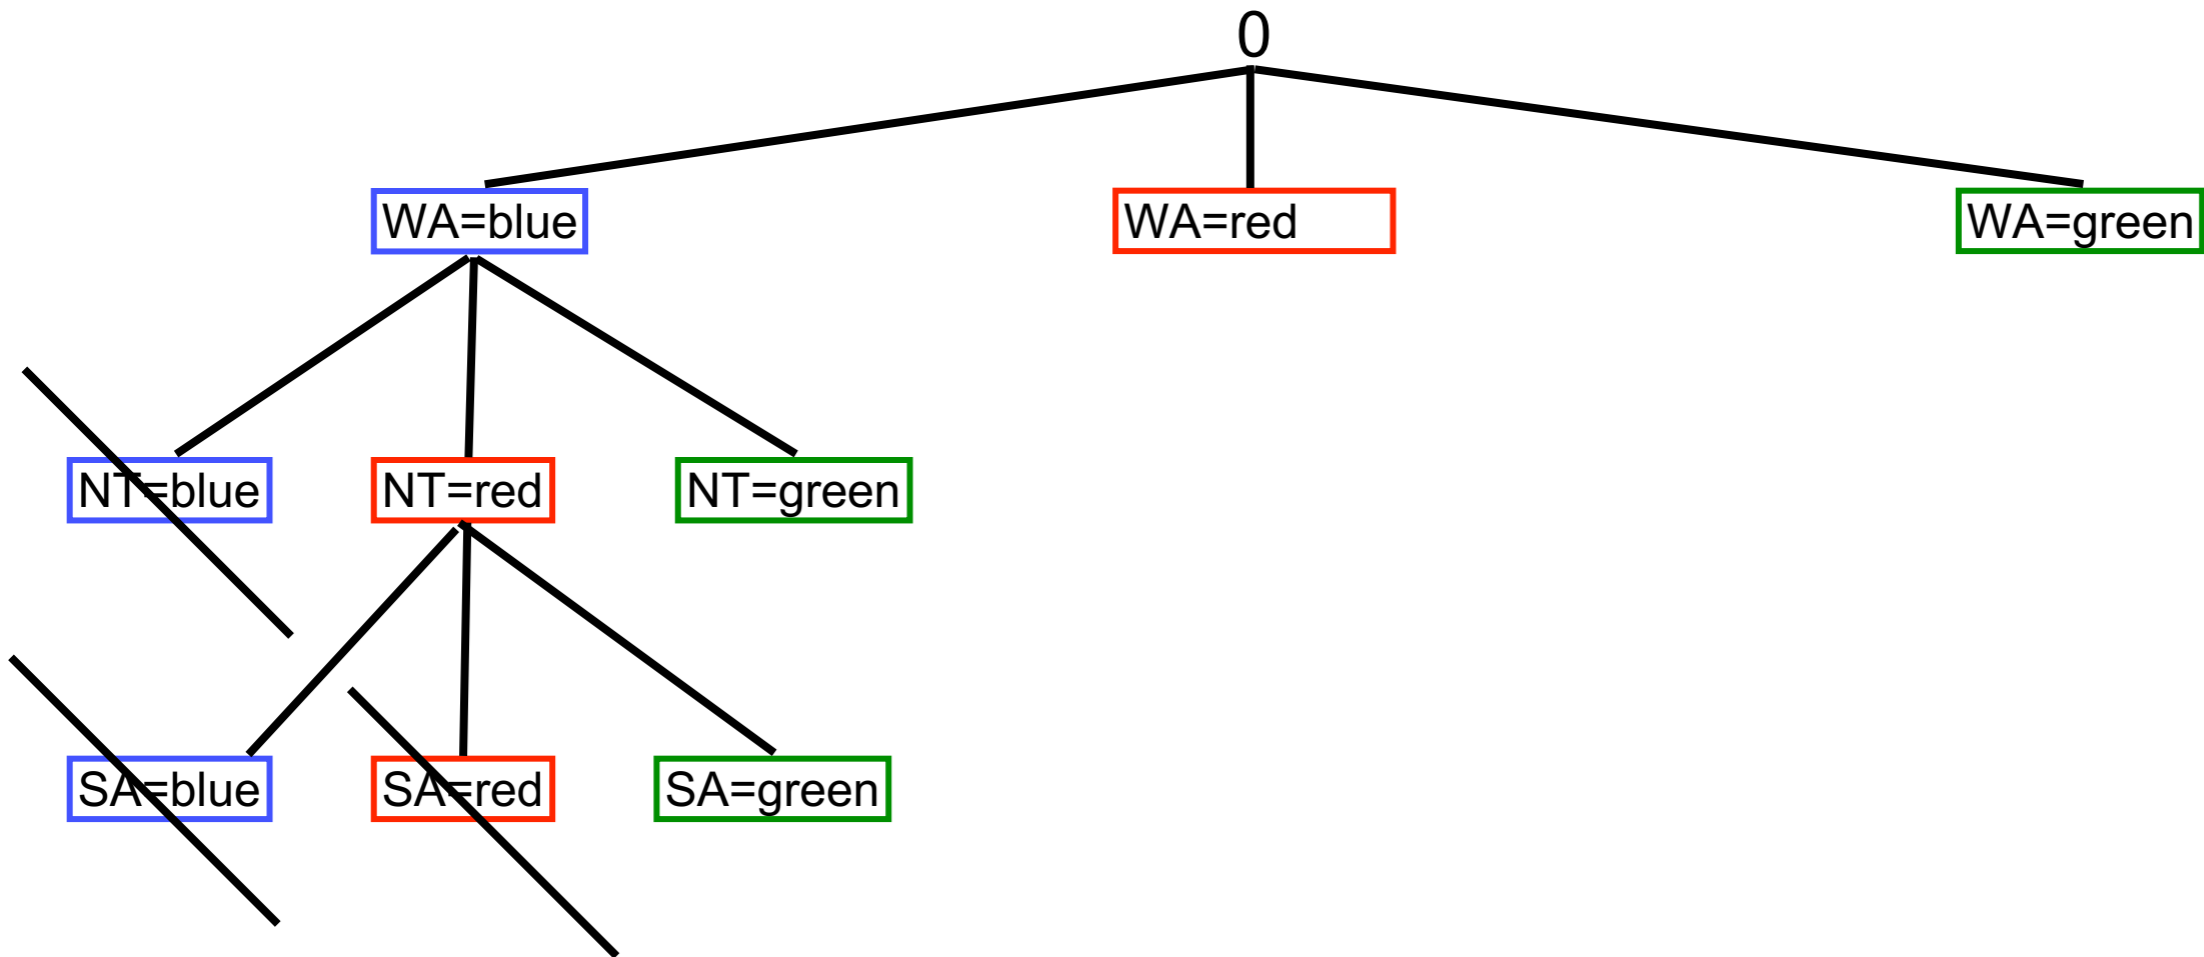 0
WA=blue
WA=red
WA=green
NT=blue
NT=red
NT=green
SA=blue
SA=red
SA=green